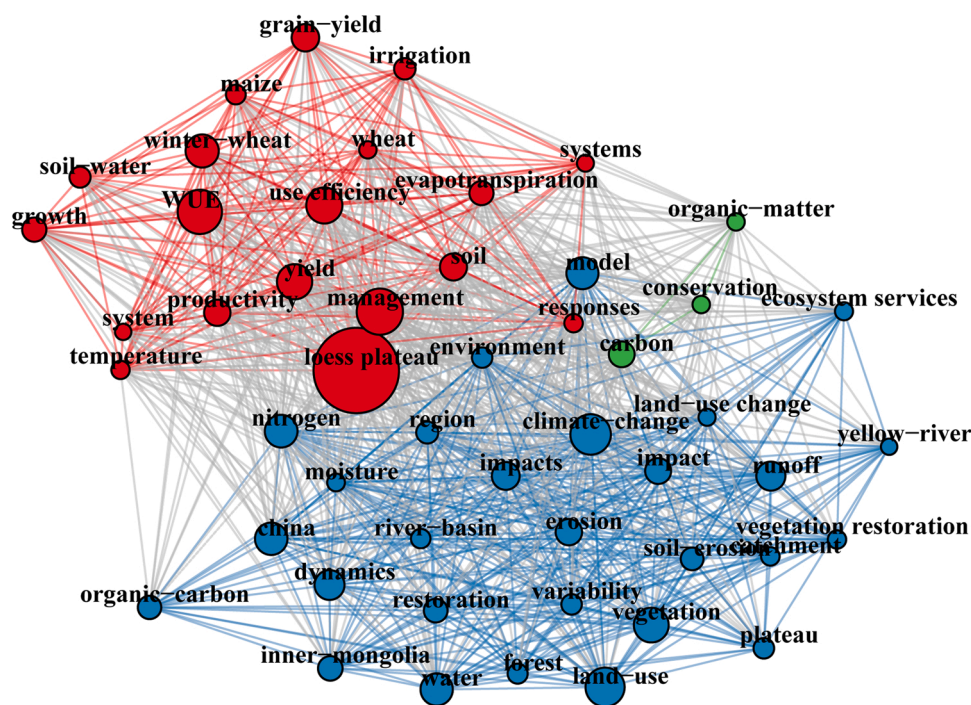 grain−yield
irrigation
maize
winter−wheat
wheat
systems
soil−water
evapotranspiration
WUE
use efficiency
growth
organic−matter
soil
model
yield
conservation
ecosystem services
productivity
management
system
responses
temperature
loess plateau
environment
carbon
nitrogen
region
climate−change
land−use change
yellow−river
moisture
impacts
impact
runoff
china
river−basin
erosion
vegetation restoration
soil−erosion
catchment
dynamics
organic−carbon
restoration
variability
vegetation
plateau
inner−mongolia
water
forest
land−use